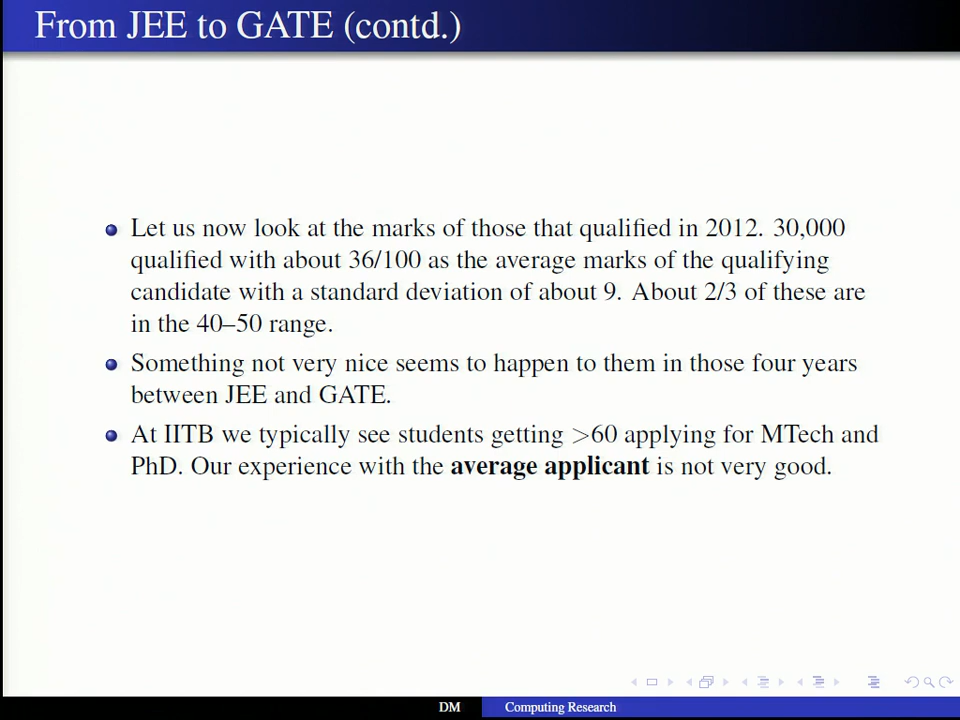 From JEE to GATE (contd.)
Let us now look at the marks of those that qualified in 2012. 30,000
qualified with about 36/100 as the average marks of the qualifying
candidate with a standard deviation of about 9. About 2/3 of these are
in the 40–50 range.
Something not very nice seems to happen to them in those four years
between JEE and GATE.
At IITB we typically see students getting >60 applying for MTech and
PhD. Our experience with the average applicant is not very good.
DM Computing Research